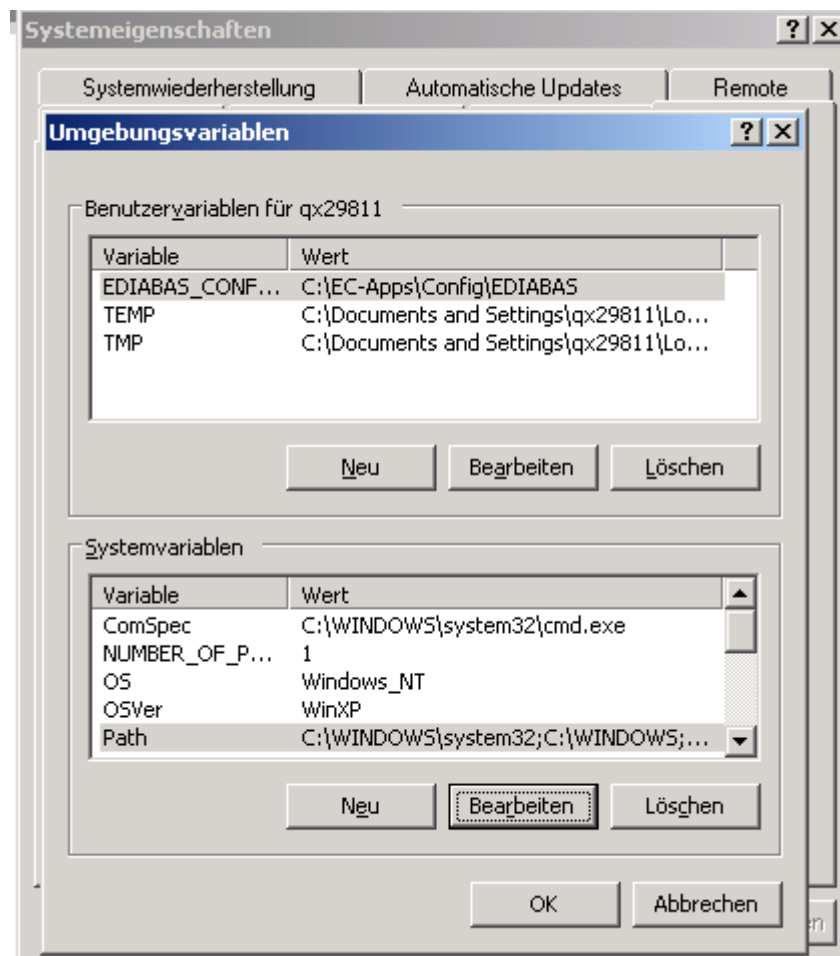 Systemeigenschaften
Systemwiederherstellung Automatische Updates Remote
Umgebungsvariablen
Benutzervariablen für qx29811
Variable Wert
EDIABAS_CONF... C:\EC-Apps\Config\EDIABAS
TEMP C:\Documents and Settings\qx29811\Lo...
TMP C:\Documents and Settings\qx29811\Lo...
Neu Bearbeiten Löschen
Systemvariablen
Variable Wert
ComSpec C:\WINDOWS\system32\cmd.exe
NUMBER_OF_P... 1
OS Windows_NT
OSVer WinXP
Path C:\WINDOWS\system32;C:\WINDOWS;...
Neu Bearbeiten Löschen
OK Abbrechen